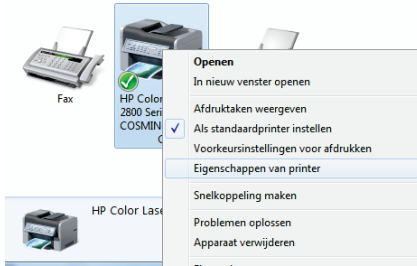 Fax
HP Color
2800 Seri
COSMIN
Openen
In nieuw venster openen
Afdruktaken weergeven
Als standaardprinter instellen
Voorkeursinstellingen voor afdrukken
Eigenschappen van printer
Snelkoppeling maken
Problemen oplossen
Apparaat verwijderen
HP Color Lase